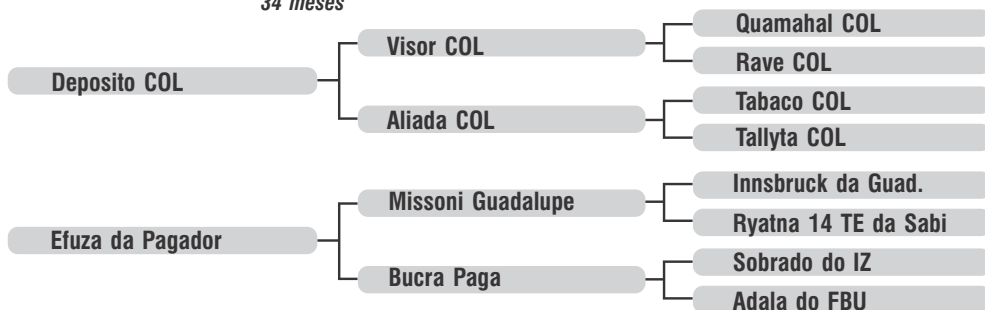 34 meses
Quamahal COL
Visor COL
Rave COL
Deposito COL
Tabaco COL
Aliada COL
Tallyta COL
Innsbruck da Guad.
Missoni Guadalupe
Ryatna 14 TE da Sabi
Efuza da Pagador
Sobrado do IZ
Bucra Paga
Adala do FBU